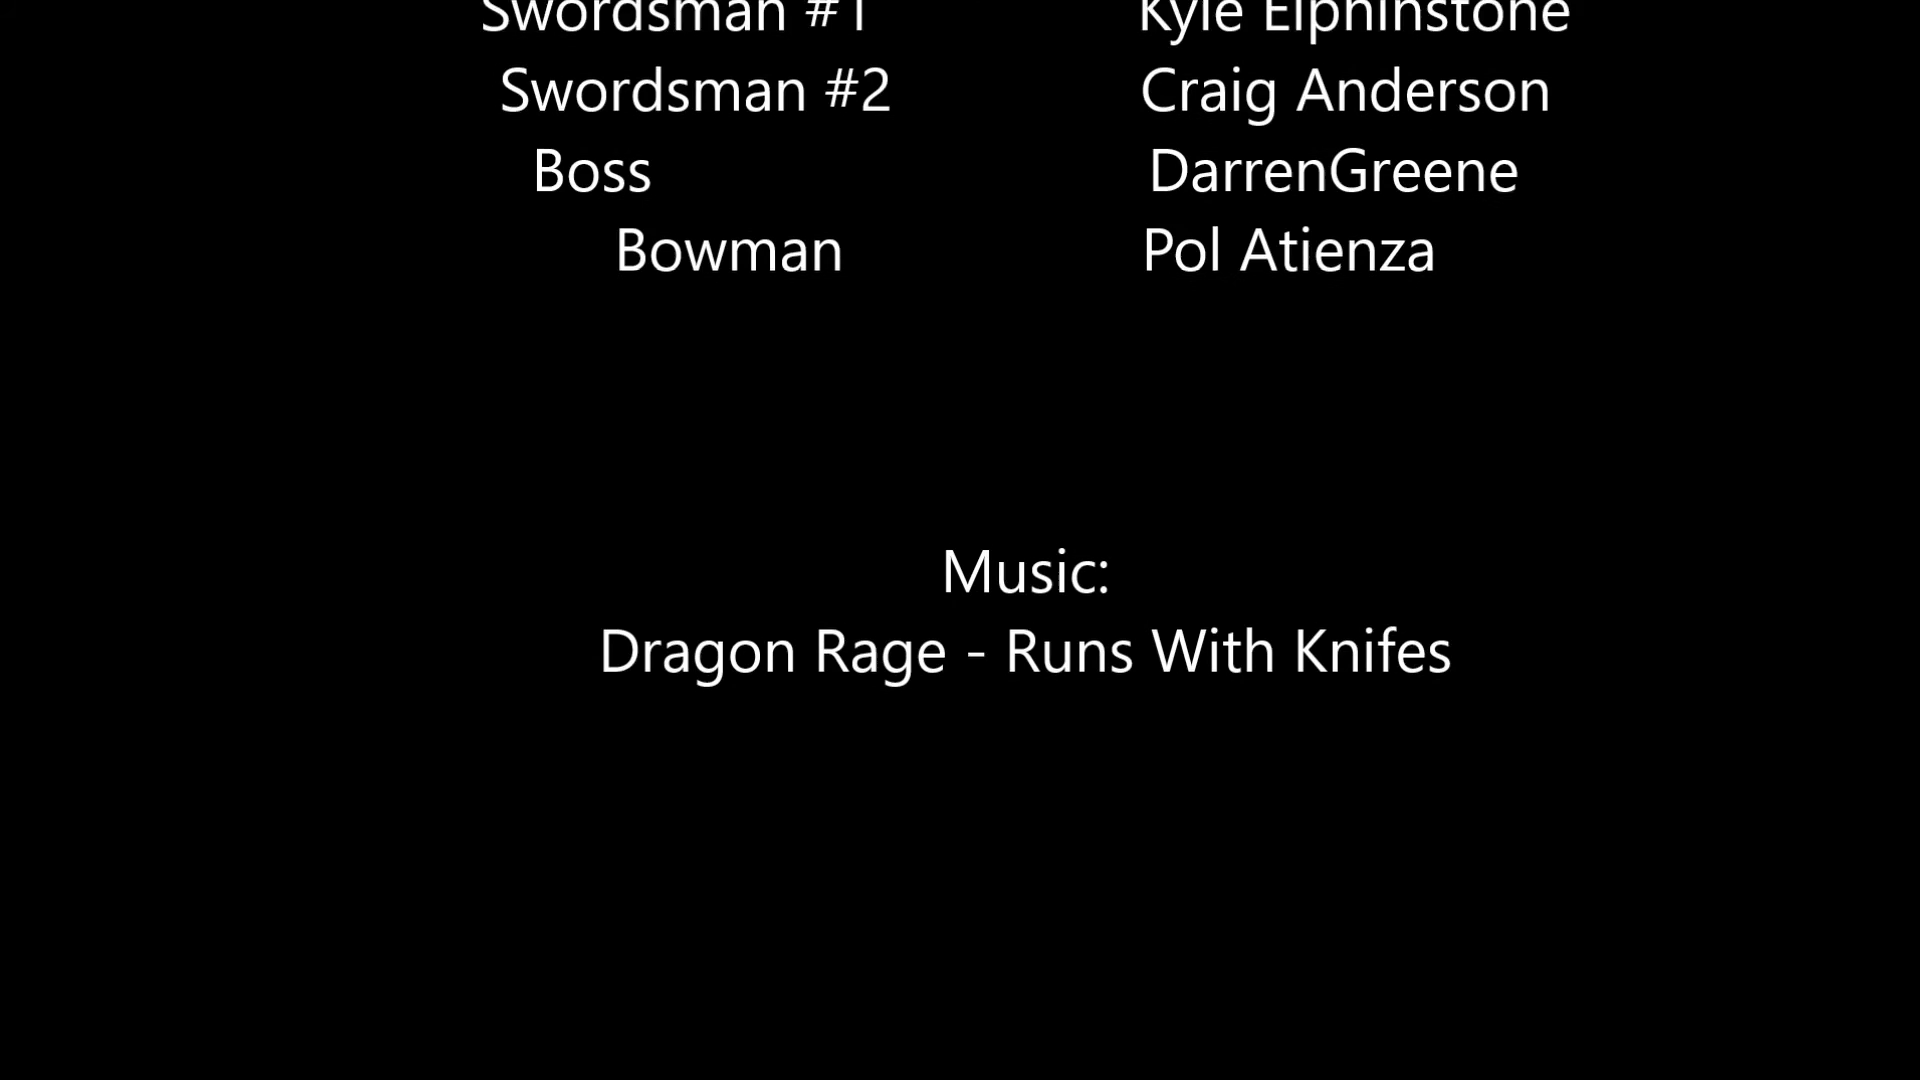 Swordsman #1 Kyle Elphinstone
Swordsman #2 Craig Anderson
Boss DarrenGreene
Bowman Pol Atienza
Music:
Dragon Rage - Runs With Knifes